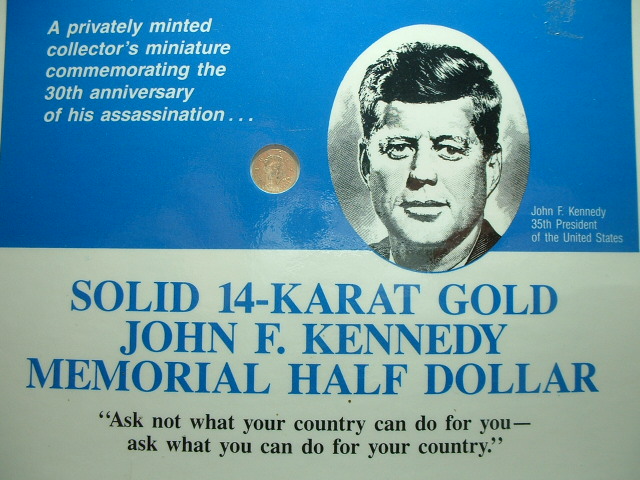 A privately minted
collector's miniature
commemorating the
30th anniversary
of his assassination...
John F. Kennedy
35th President
of the United States
SOLID 14-KARAT GOLD
JOHN F. KENNEDY
MEMORIAL HALF DOLLAR
"Ask not what your country can do for you—
ask what you can do for your country."